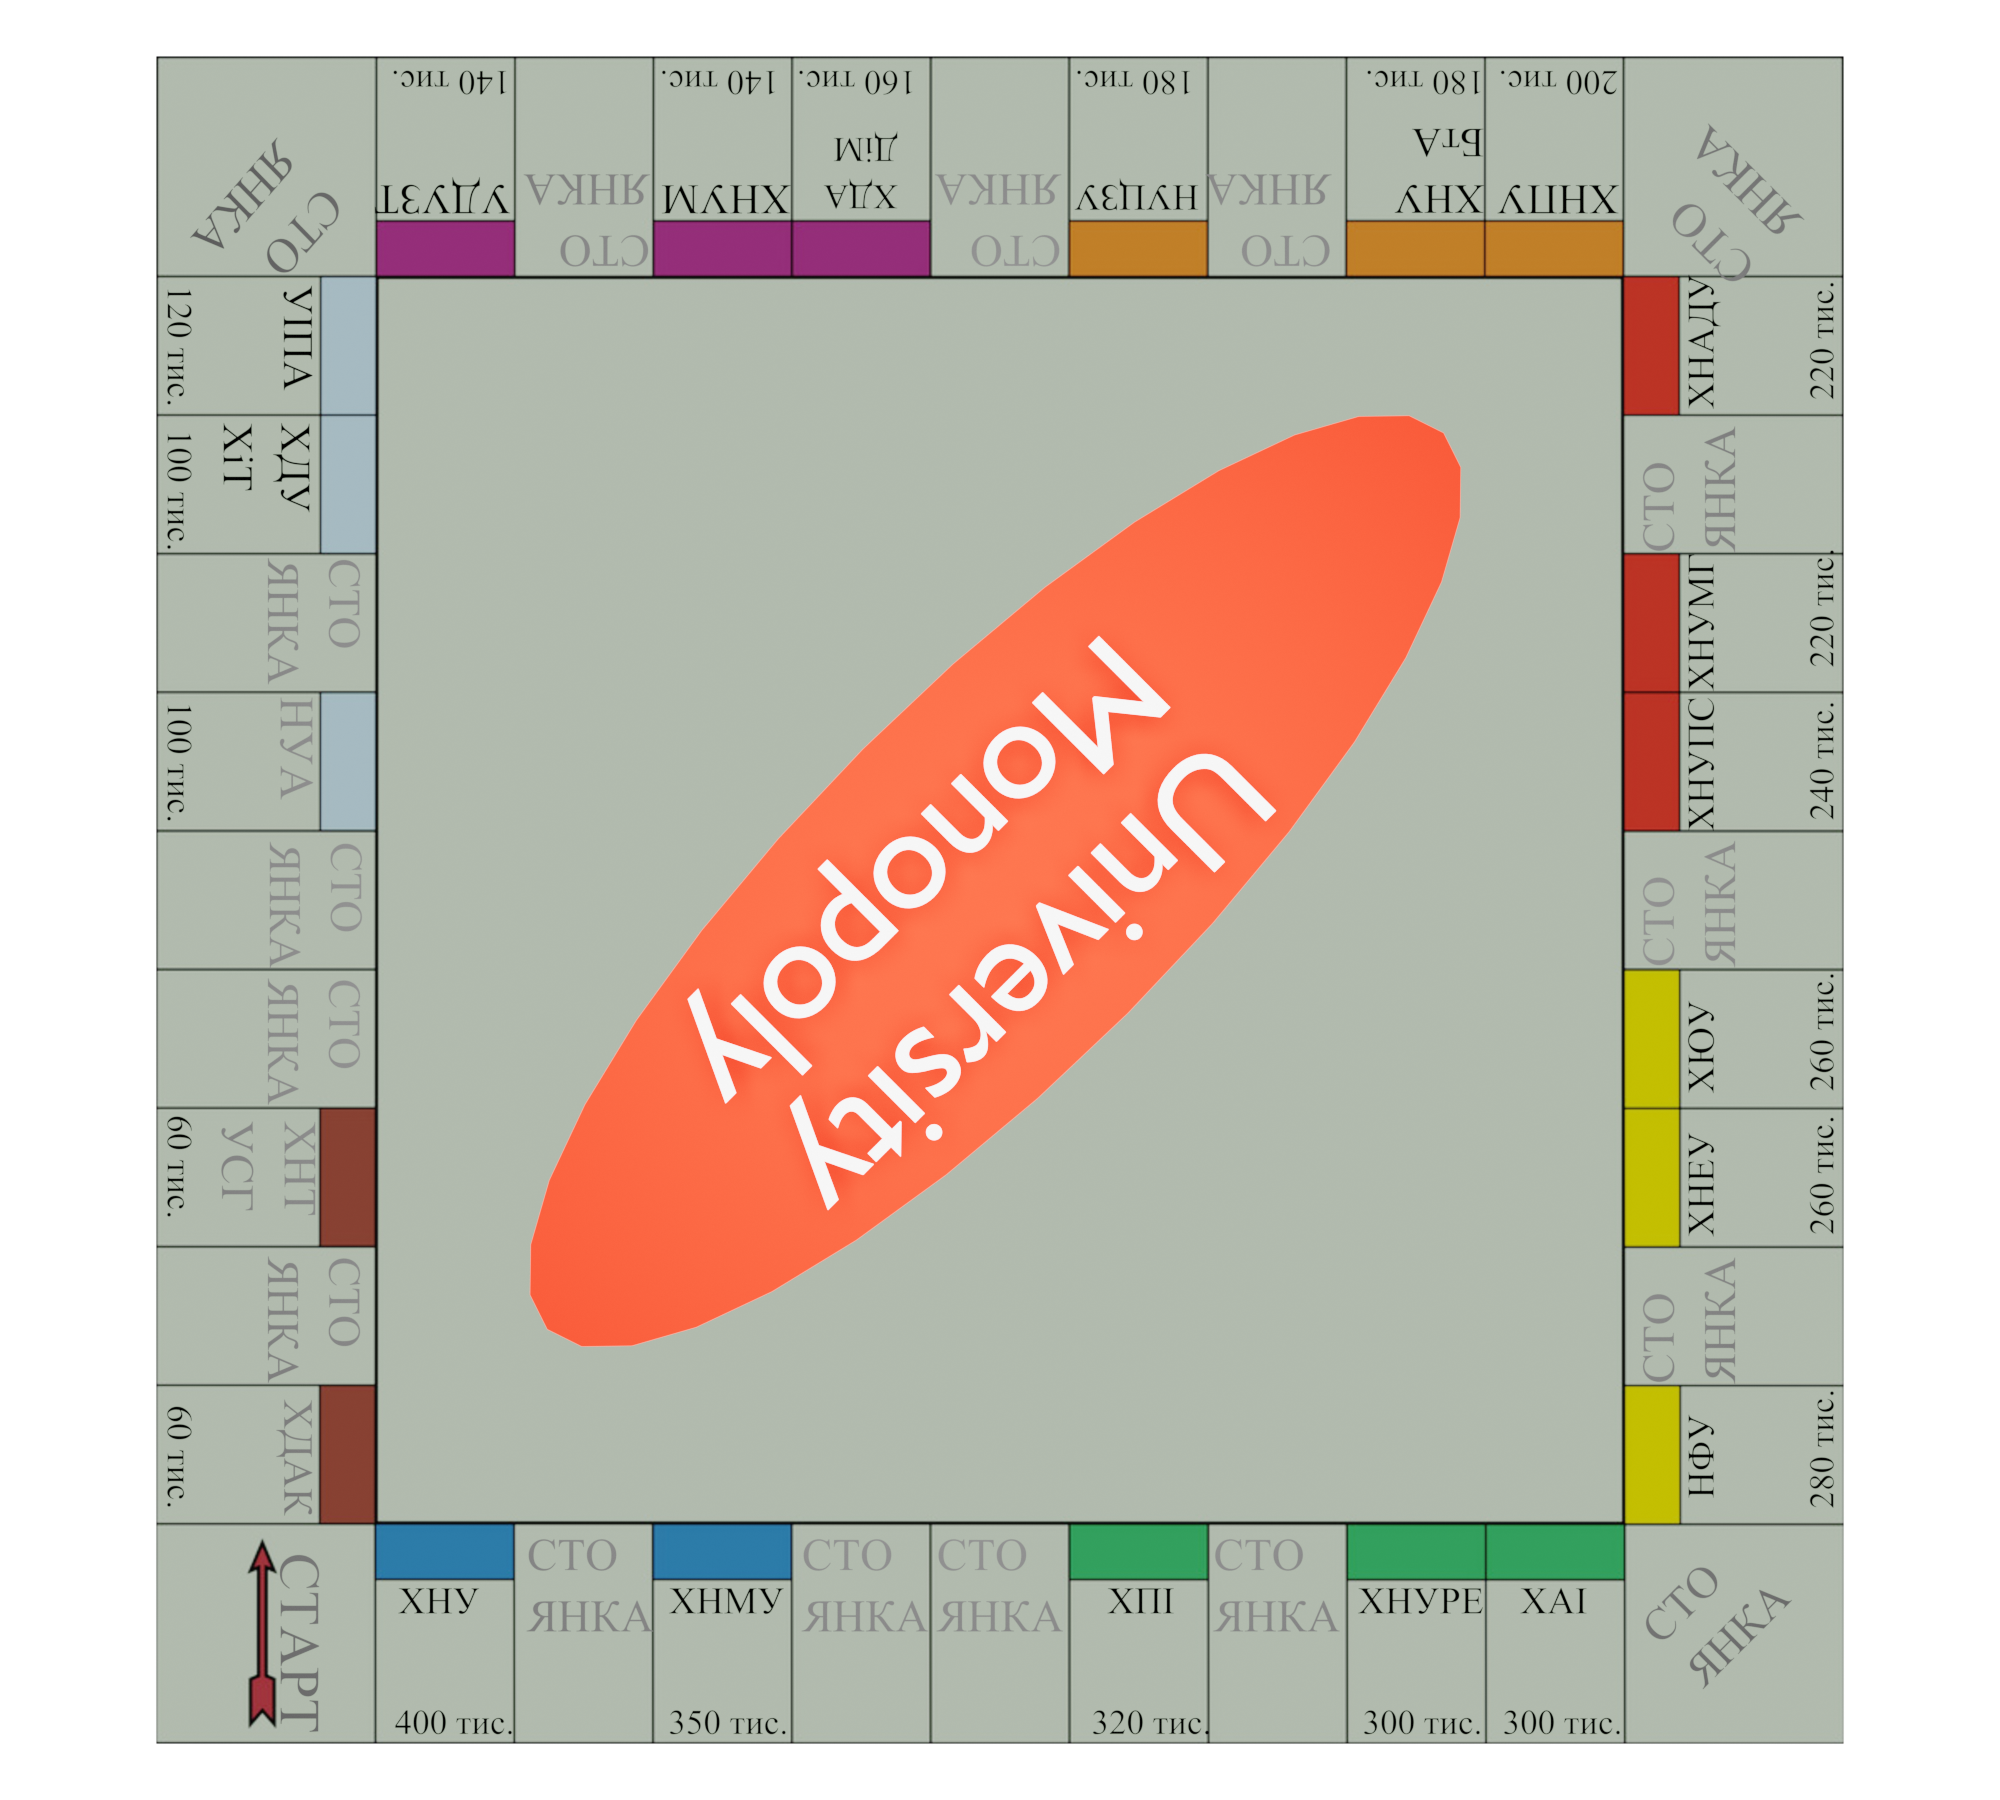 СТАРТ
ХДАК
60 тис.
СТО
ЯНКА
ХНТ
УСГ
60 тис.
СТО
ЯНКА
СТО
ЯНКА
НУА
100 тис.
СТО
ЯНКА
ХДУ
ХіТ
100 тис.
УІПА
120 тис.
СТО
ЯНКА
УДУЗТ
140 тис.
СТО
ЯНКА
ХНУМ
140 тис.
ХДА
ДіМ
160 тис.
СТО
ЯНКА
НУЦЗУ
180 тис.
СТО
ЯНКА
ХНУ
БтА
180 тис.
ХНПУ
200 тис.
СТО
ЯНКА
ХНАДУ
220 тис.
СТО
ЯНКА
ХНУМГ
220 тис.
ХНУПС
240 тис.
СТО
ЯНКА
ХЮУ
260 тис.
ХНЕУ
260 тис.
СТО
ЯНКА
НФУ
280 тис.
СТО
ЯНКА
ХАІ
300 тис.
ХНУРЕ
300 тис.
СТО
ЯНКА
ХПІ
320 тис.
СТО
ЯНКА
СТО
ЯНКА
ХНМУ
350 тис.
СТО
ЯНКА
ХНУ
400 тис.
University
Monopoly